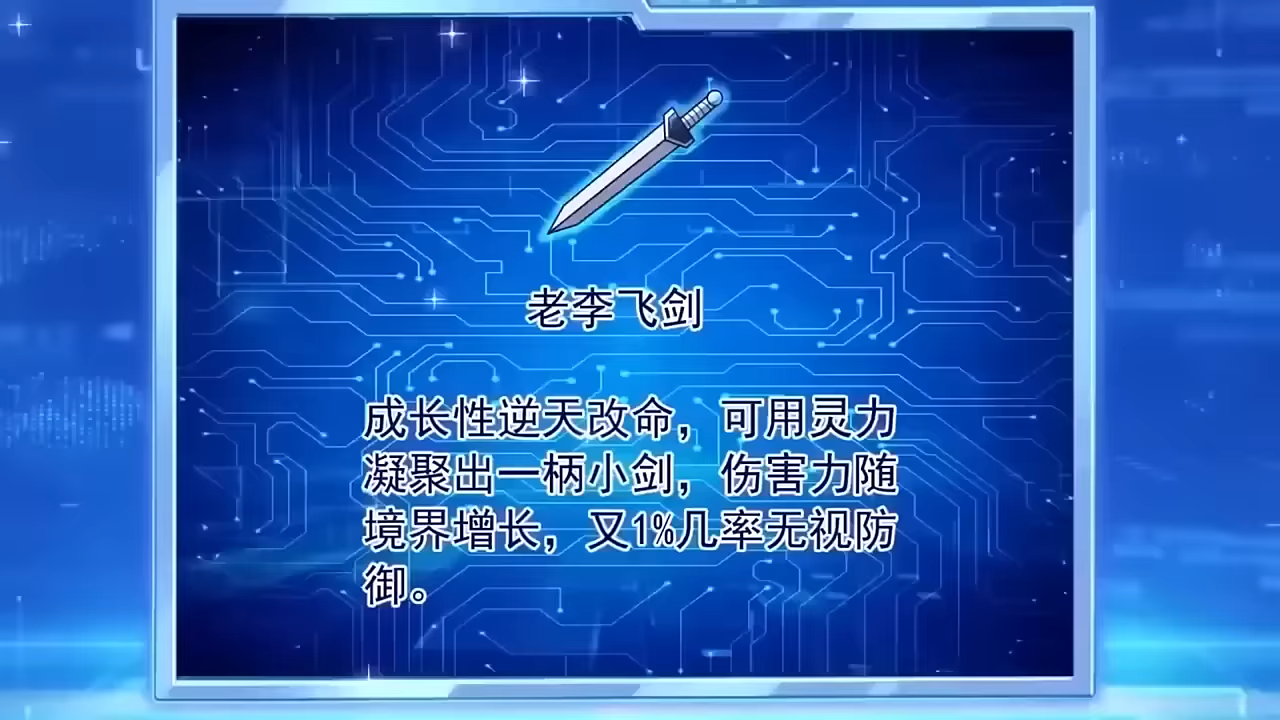 老李飞剑
成长性逆天改命，可用灵力
凝聚出一柄小剑，伤害力随
境界增长，又1%几率无视防
御。